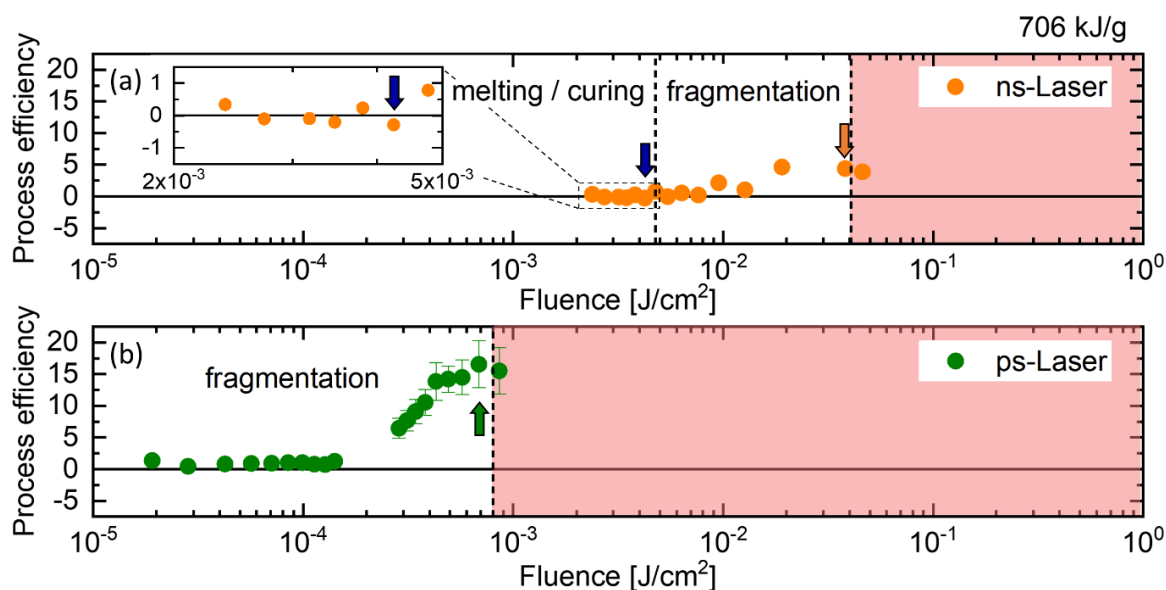 706 kJ/g
Process efficiency
20
15
10
5
0
-5
(a)
1
0
-1
2x10⁻³
5x10⁻³
melting / curing
fragmentation
ns-Laser
10⁻⁵
10⁻⁴
10⁻³
10⁻²
10⁻¹
10⁰
Fluence [J/cm²]
Process efficiency
20
15
10
5
0
-5
(b)
fragmentation
ps-Laser
10⁻⁵
10⁻⁴
10⁻³
10⁻²
10⁻¹
10⁰
Fluence [J/cm²]